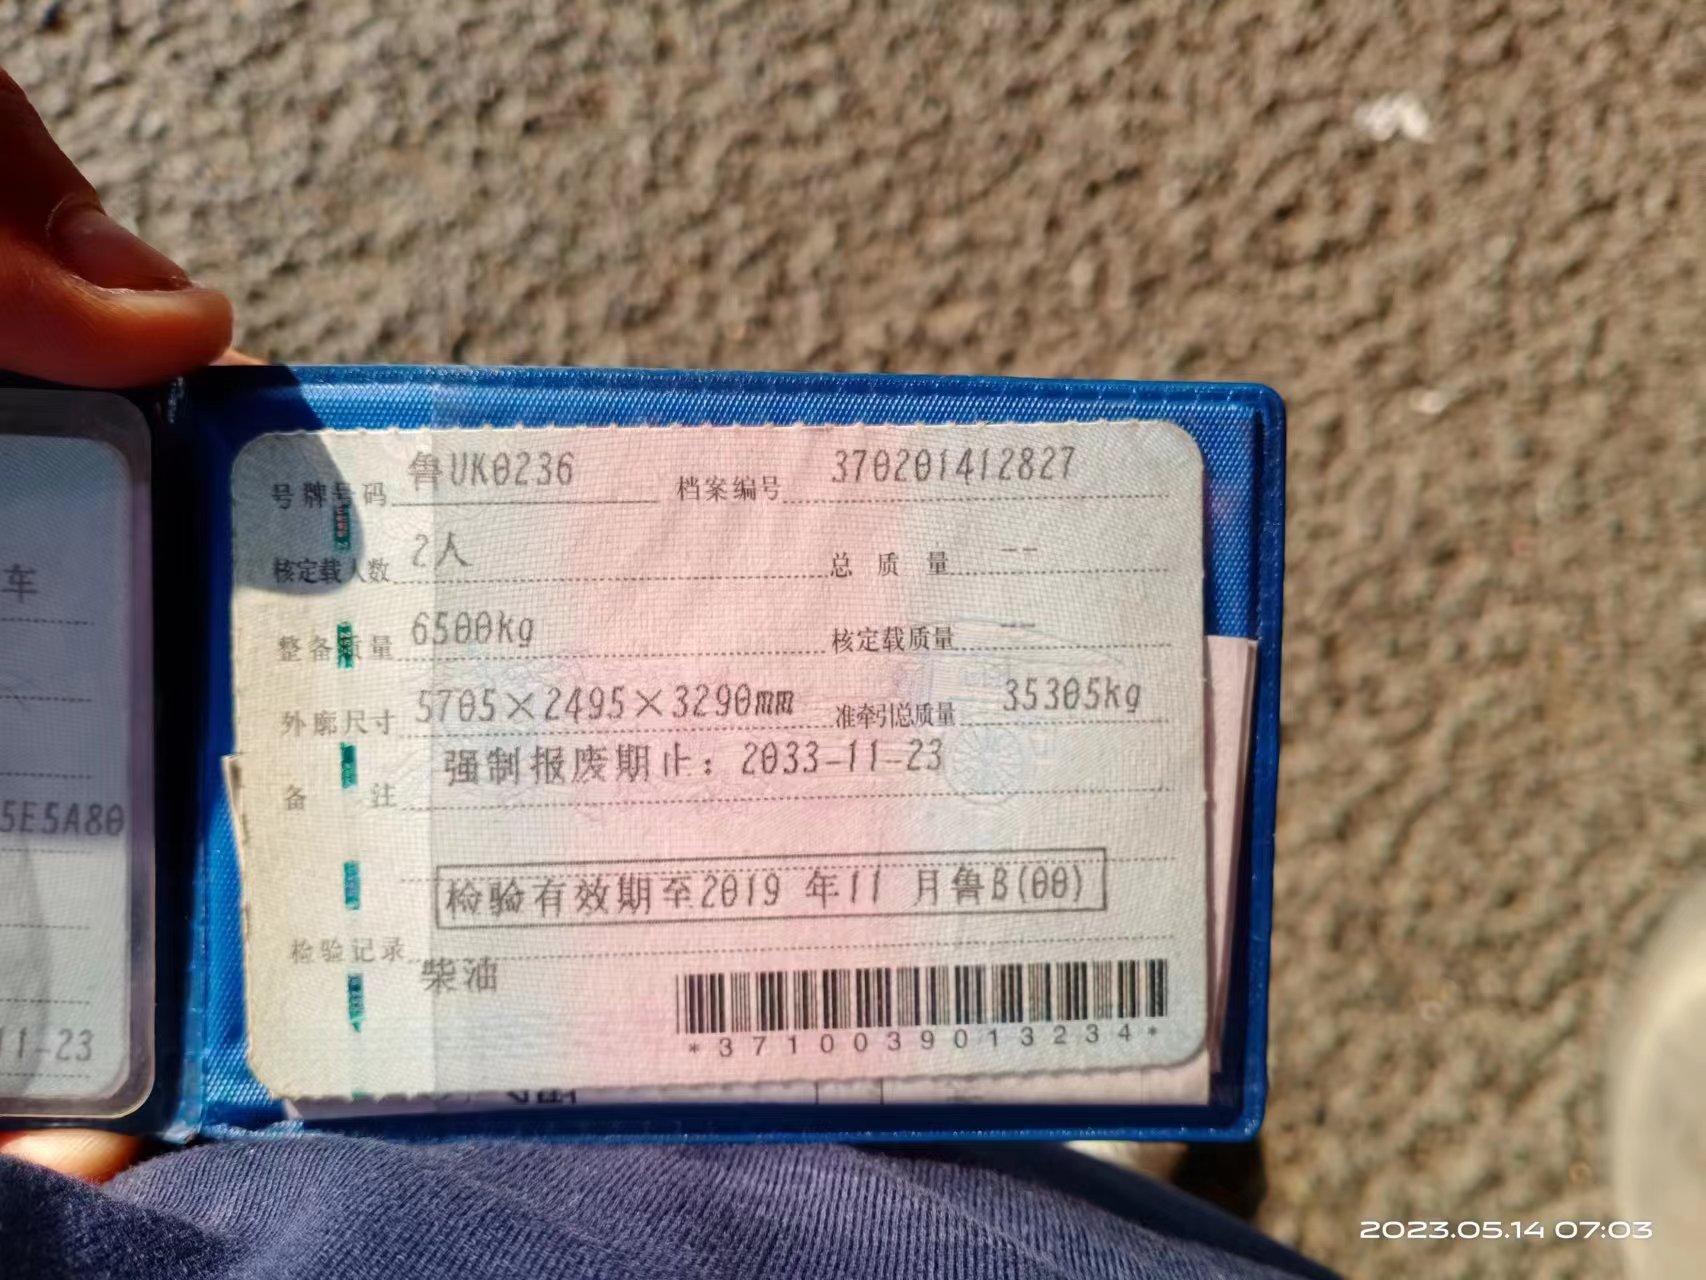 号牌号码 鲁UK0236 档案编号 370201412827
核定载人数 2人 总质量 --
整备质量 6500kg 核定载质量 --
外廓尺寸 5705×2495×3290mm 准牵引总质量 35305kg
备注 强制报废期止：2033-11-23
检验有效期至2019 年11 月鲁B(00)
检验记录
柴油
*3710039013234*
车
5E5A80
11-23
2023.05.14 07:03